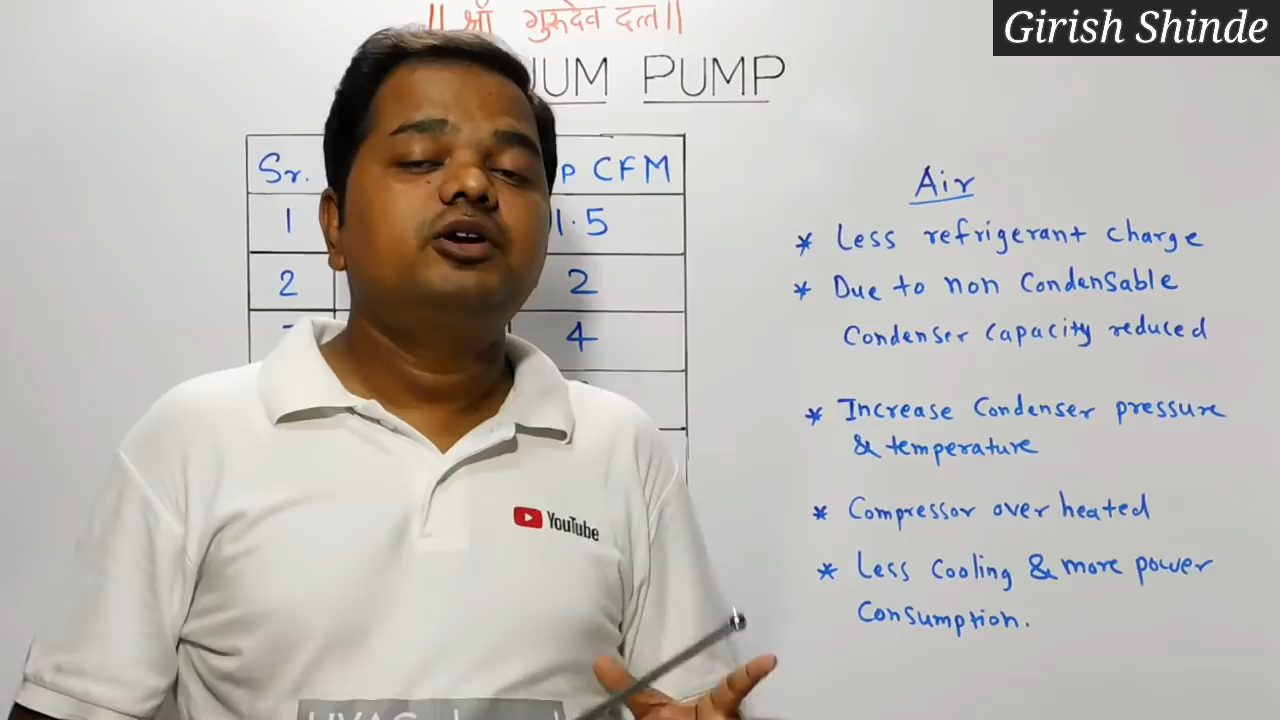 || श्री गुरुदेव दत्त ||
Girish Shinde
PUMP
Sr. CFM
1 1.5
2 2
4
Air
* Less refrigerant charge
* Due to non Condensable
Condenser capacity reduced
* Increase Condenser pressure
& temperature
* Compressor over heated
* Less Cooling & more power
Consumption.
YouTube